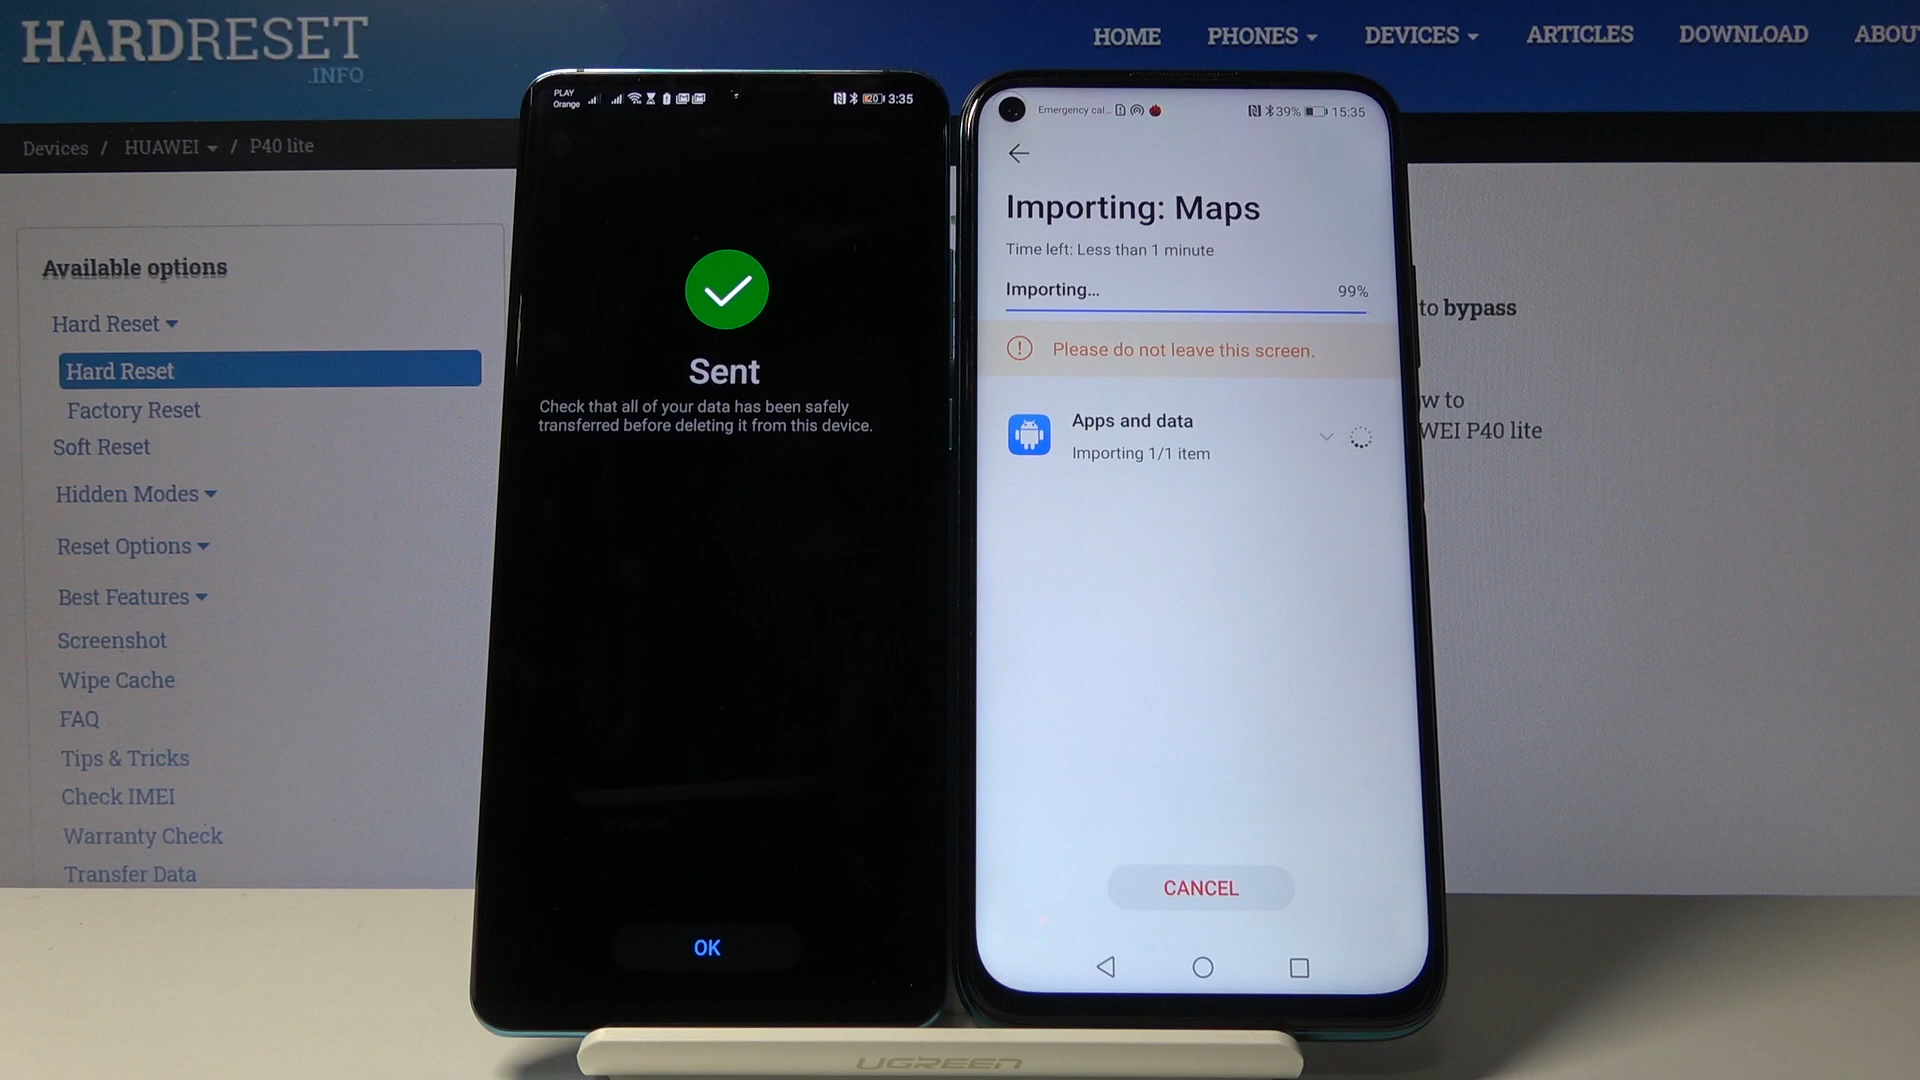 HARDRESET
.INFO
HOME PHONES DEVICES ARTICLES DOWNLOAD
Devices / HUAWEI / P40 lite
Available options
Hard Reset
Hard Reset
Factory Reset
Soft Reset
Hidden Modes
Reset Options
Best Features
Screenshot
Wipe Cache
FAQ
Tips & Tricks
Check IMEI
Warranty Check
Transfer Data
PLAY
Orange
20 3:35
Sent
Check that all of your data has been safely
transferred before deleting it from this device.
OK
Emergency cal... 39% 15:35
Importing: Maps
Time left: Less than 1 minute
Importing... 99%
Please do not leave this screen.
Apps and data
Importing 1/1 item
CANCEL
to bypass
to
P40 lite
UGREEN